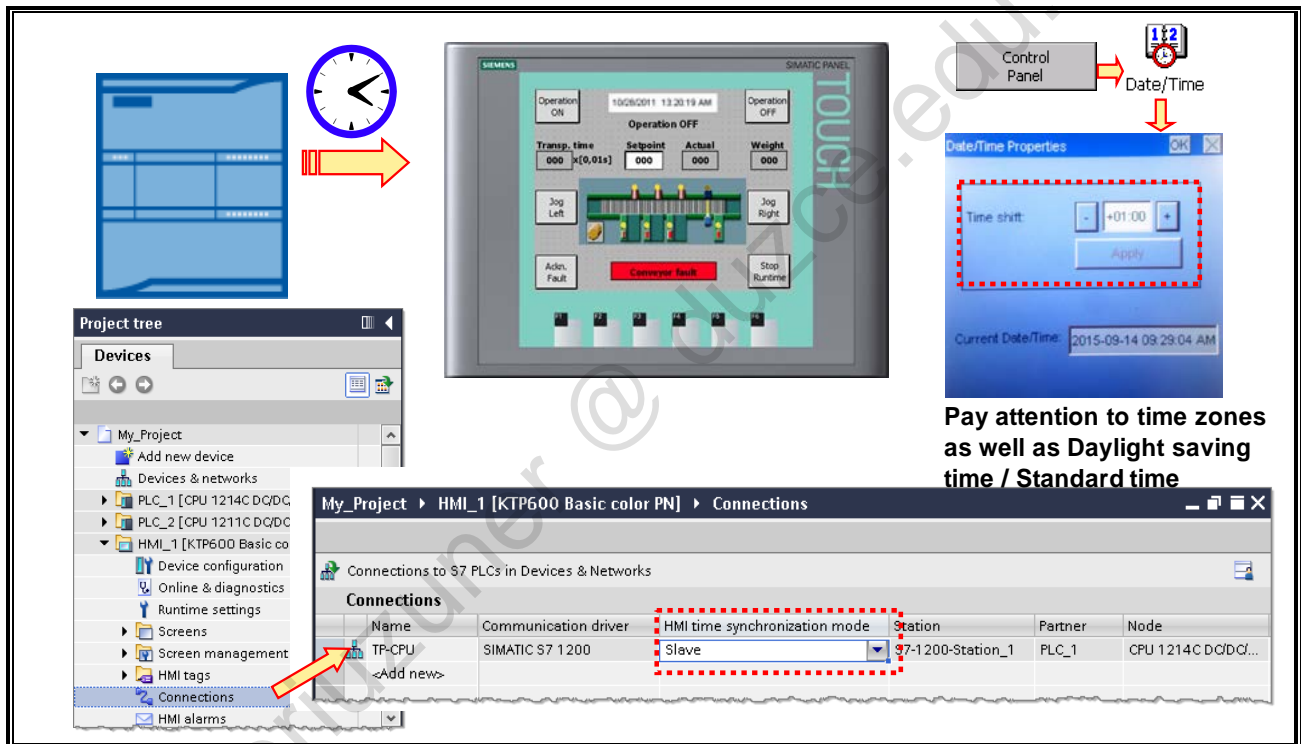 SIEMENS
SIMATIC PANEL
TOUCH
Operation ON
10/26/2011 13:20:19 AM
Operation OFF
Operation OFF
Transp. time
Setpoint
Actual
Weight
000 x[0,01s]
000
000
000
Jog Left
Jog Right
Ackn. Fault
Conveyor fault
Stop Runtime
F1 F2 F3 F4 F5 F6
Control
Panel
Date/Time
Date/Time Properties
OK
Time shift:
- +01:00 +
Apply
Current Date/Time: 2015-09-14 09:29:04 AM
Pay attention to time zones
as well as Daylight saving
time / Standard time
Project tree
Devices
My_Project
Add new device
Devices & networks
PLC_1 [CPU 1214C DC/DC
PLC_2 [CPU 1211C DC/DC
HMI_1 [KTP600 Basic co
Device configuration
Online & diagnostics
Runtime settings
Screens
Screen management
HMI tags
Connections
HMI alarms
My_Project HMI_1 [KTP600 Basic color PN] Connections
Connections to S7 PLCs in Devices & Networks
Connections
Name Communication driver HMI time synchronization mode Station Partner Node
TP-CPU SIMATIC S7 1200 Slave S7-1200-Station_1 PLC_1 CPU 1214C DC/DC/...
<Add new>